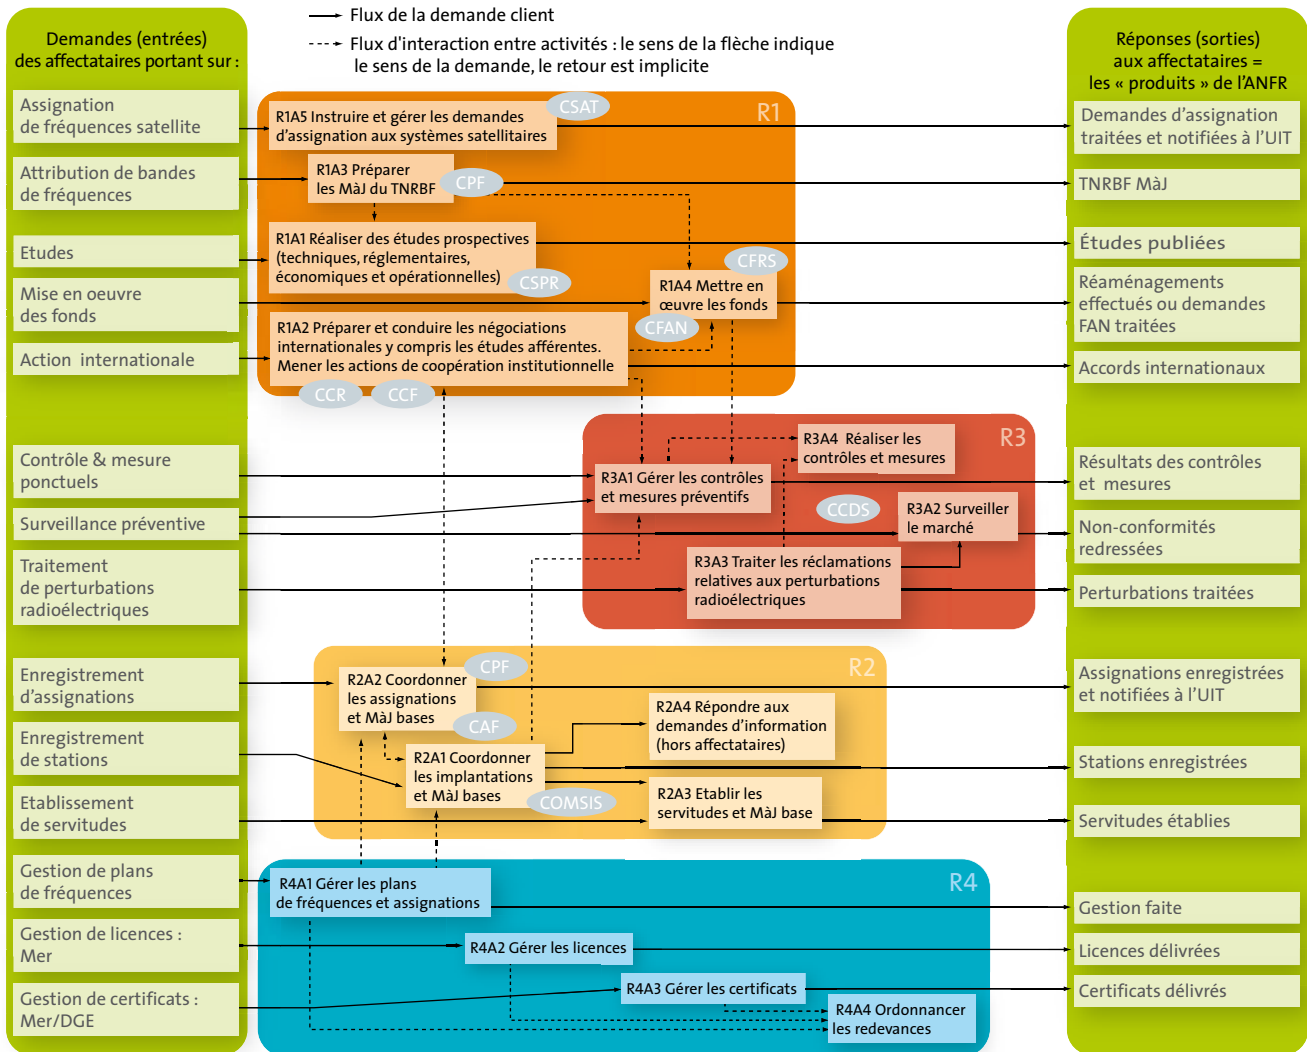 Flux de la demande client
Flux d'interaction entre activités : le sens de la flèche indique
le sens de la demande, le retour est implicite
Demandes (entrées)
des affectataires portant sur :
Assignation
de fréquences satellite
Attribution de bandes
de fréquences
Etudes
Mise en oeuvre
des fonds
Action internationale
Contrôle & mesure
ponctuels
Surveillance préventive
Traitement
de perturbations
radioélectriques
Enregistrement
d'assignations
Enregistrement
de stations
Etablissement
de servitudes
Gestion de plans
de fréquences
Gestion de licences :
Mer
Gestion de certificats :
Mer/DGE
R1
R1A5 Instruire et gérer les demandes
d'assignation aux systèmes satellitaires
CSAT
R1A3 Préparer
les MàJ du TNRBF
CPF
R1A1 Réaliser des études prospectives
(techniques, réglementaires,
économiques et opérationnelles)
CSPR
CFRS
R1A4 Mettre en
œuvre les fonds
CFAN
R1A2 Préparer et conduire les négociations
internationales y compris les études afférentes.
Mener les actions de coopération institutionnelle
CCR
CCF
R3
R3A4 Réaliser les
contrôles et mesures
R3A1 Gérer les contrôles
et mesures préventifs
CCDS
R3A2 Surveiller
le marché
R3A3 Traiter les réclamations
relatives aux perturbations
radioélectriques
R2
CPF
R2A2 Coordonner
les assignations
et MàJ bases
CAF
R2A4 Répondre aux
demandes d'information
(hors affectataires)
R2A1 Coordonner
les implantations
et MàJ bases
COMSIS
R2A3 Etablir les
servitudes et MàJ base
R4
R4A1 Gérer les plans
de fréquences et assignations
R4A2 Gérer les licences
R4A3 Gérer les certificats
R4A4 Ordonnancer
les redevances
Réponses (sorties)
aux affectataires =
les « produits » de l'ANFR
Demandes d'assignation
traitées et notifiées à l'UIT
TNRBF MàJ
Études publiées
Réaménagements
effectués ou demandes
FAN traitées
Accords internationaux
Résultats des contrôles
et mesures
Non-conformités
redressées
Perturbations traitées
Assignations enregistrées
et notifiées à l'UIT
Stations enregistrées
Servitudes établies
Gestion faite
Licences délivrées
Certificats délivrés